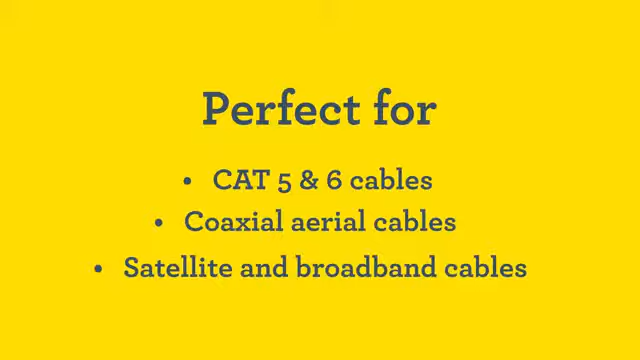 Perfect for
• CAT 5 & 6 cables
• Coaxial aerial cables
• Satellite and broadband cables